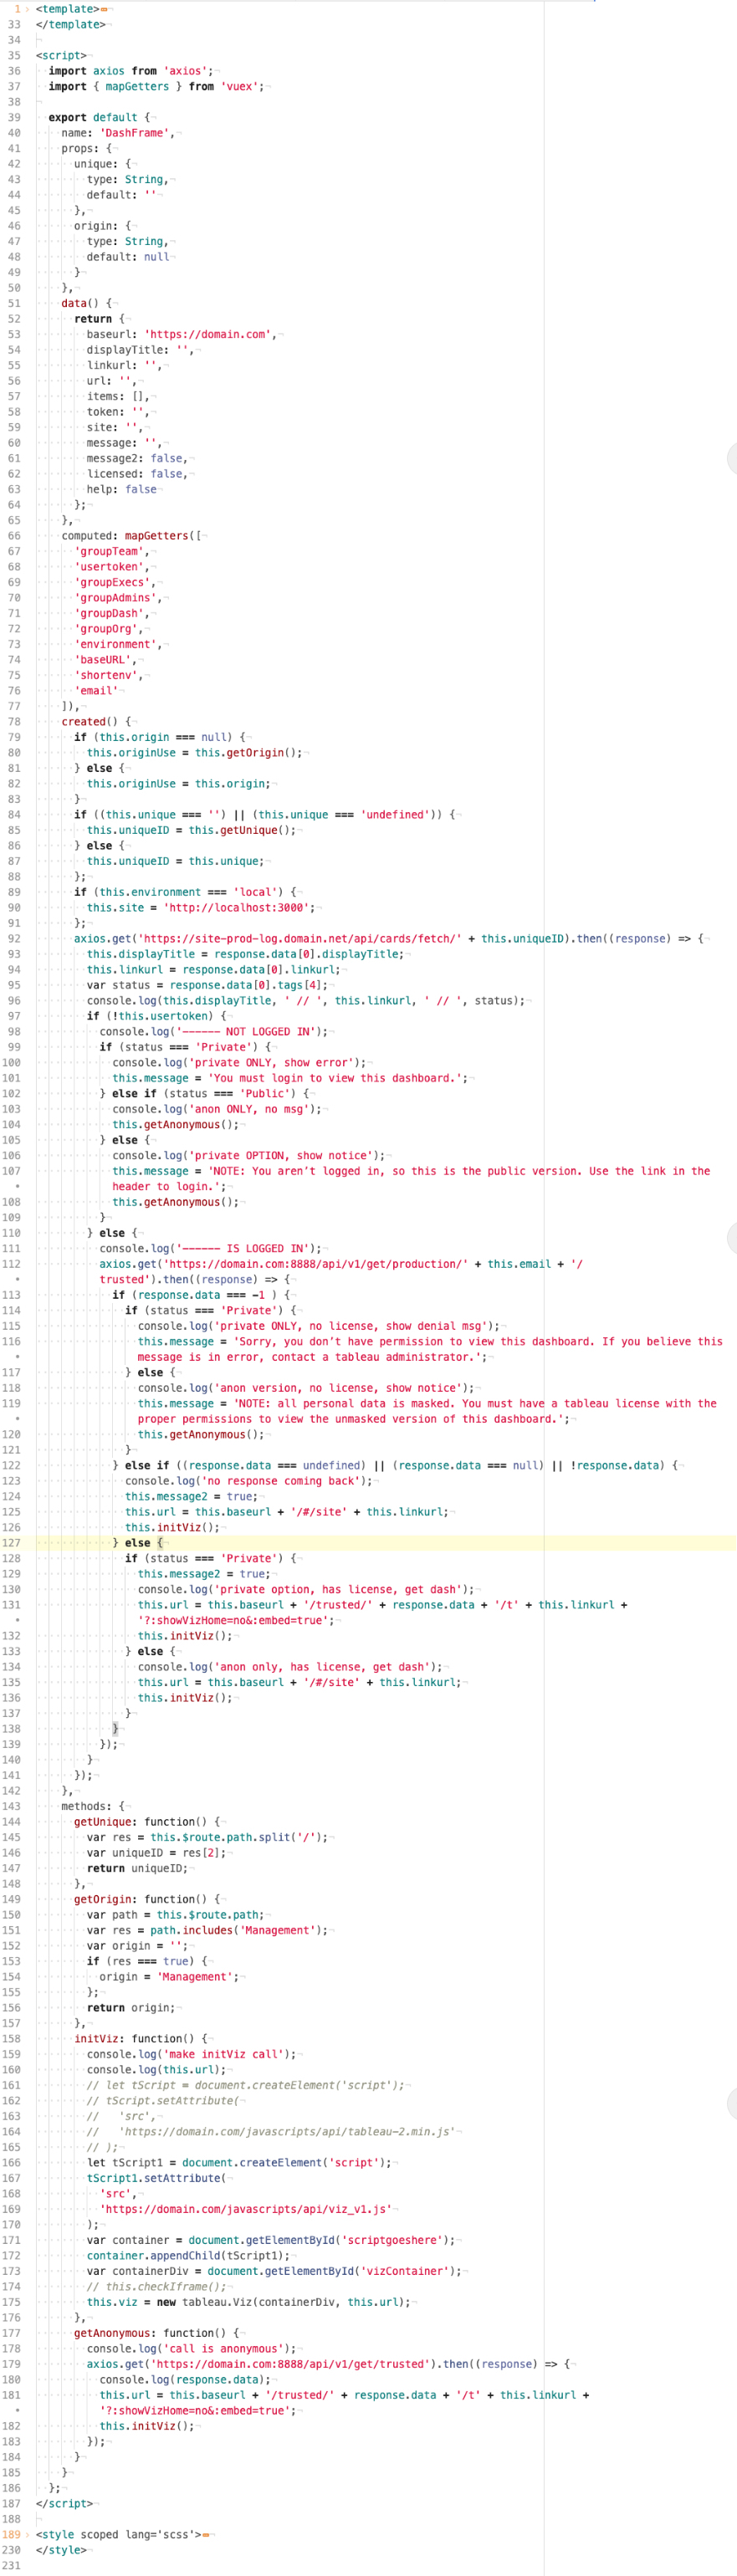 1 <template>
33 </template>
34
35 <script>
36 import axios from 'axios';
37 import { mapGetters } from 'vuex';
38
39 export default {
40 name: 'DashFrame',
41 props: {
42 unique: {
43 type: String,
44 default: ''
45 },
46 origin: {
47 type: String,
48 default: null
49 }
50 },
51 data() {
52 return {
53 baseurl: 'https://domain.com',
54 displayTitle: '',
55 linkurl: '',
56 url: '',
57 items: [],
58 token: '',
59 site: '',
60 message: '',
61 message2: false,
62 licensed: false,
63 help: false
64 };
65 },
66 computed: mapGetters([
67 'groupTeam',
68 'usertoken',
69 'groupExecs',
70 'groupAdmins',
71 'groupDash',
72 'groupOrg',
73 'environment',
74 'baseURL',
75 'shortenv',
76 'email'
77 ]),
78 created() {
79 if (this.origin === null) {
80 this.originUse = this.getOrigin();
81 } else {
82 this.originUse = this.origin;
83 }
84 if ((this.unique === '') || (this.unique === 'undefined')) {
85 this.uniqueID = this.getUnique();
86 } else {
87 this.uniqueID = this.unique;
88 };
89 if (this.environment === 'local') {
90 this.site = 'http://localhost:3000';
91 };
92 axios.get('https://site-prod-log.domain.net/api/cards/fetch/' + this.uniqueID).then((response) => {
93 this.displayTitle = response.data[0].displayTitle;
94 this.linkurl = response.data[0].linkurl;
95 var status = response.data[0].tags[4];
96 console.log(this.displayTitle, ' // ', this.linkurl, ' // ', status);
97 if (!this.usertoken) {
98 console.log('------ NOT LOGGED IN');
99 if (status === 'Private') {
100 console.log('private ONLY, show error');
101 this.message = 'You must login to view this dashboard.';
102 } else if (status === 'Public') {
103 console.log('anon ONLY, no msg');
104 this.getAnonymous();
105 } else {
106 console.log('private OPTION, show notice');
107 this.message = 'NOTE: You aren’t logged in, so this is the public version. Use the link in the
• header to login.';
108 this.getAnonymous();
109 }
110 } else {
111 console.log('------ IS LOGGED IN');
112 axios.get('https://domain.com:8888/api/v1/get/production/' + this.email + '/
• trusted').then((response) => {
113 if (response.data === -1 ) {
114 if (status === 'Private') {
115 console.log('private ONLY, no license, show denial msg');
116 this.message = 'Sorry, you don’t have permission to view this dashboard. If you believe this
• message is in error, contact a tableau administrator.';
117 } else {
118 console.log('anon version, no license, show notice');
119 this.message = 'NOTE: all personal data is masked. You must have a tableau license with the
• proper permissions to view the unmasked version of this dashboard.';
120 this.getAnonymous();
121 }
122 } else if ((response.data === undefined) || (response.data === null) || !response.data) {
123 console.log('no response coming back');
124 this.message2 = true;
125 this.url = this.baseurl + '/#/site' + this.linkurl;
126 this.initViz();
127 } else {
128 if (status === 'Private') {
129 this.message2 = true;
130 console.log('private option, has license, get dash');
131 this.url = this.baseurl + '/trusted/' + response.data + '/t' + this.linkurl +
• '?:showVizHome=no&:embed=true';
132 this.initViz();
133 } else {
134 console.log('anon only, has license, get dash');
135 this.url = this.baseurl + '/#/site' + this.linkurl;
136 this.initViz();
137 }
138 }
139 });
140 }
141 });
142 },
143 methods: {
144 getUnique: function() {
145 var res = this.$route.path.split('/');
146 var uniqueID = res[2];
147 return uniqueID;
148 },
149 getOrigin: function() {
150 var path = this.$route.path;
151 var res = path.includes('Management');
152 var origin = '';
153 if (res === true) {
154 origin = 'Management';
155 };
156 return origin;
157 },
158 initViz: function() {
159 console.log('make initViz call');
160 console.log(this.url);
161 // let tScript = document.createElement('script');
162 // tScript.setAttribute(
163 // 'src',
164 // 'https://domain.com/javascripts/api/tableau-2.min.js'
165 // );
166 let tScript1 = document.createElement('script');
167 tScript1.setAttribute(
168 'src',
169 'https://domain.com/javascripts/api/viz_v1.js'
170 );
171 var container = document.getElementById('scriptgoeshere');
172 container.appendChild(tScript1);
173 var containerDiv = document.getElementById('vizContainer');
174 // this.checkIframe();
175 this.viz = new tableau.Viz(containerDiv, this.url);
176 },
177 getAnonymous: function() {
178 console.log('call is anonymous');
179 axios.get('https://domain.com:8888/api/v1/get/trusted').then((response) => {
180 console.log(response.data);
181 this.url = this.baseurl + '/trusted/' + response.data + '/t' + this.linkurl +
• '?:showVizHome=no&:embed=true';
182 this.initViz();
183 });
184 }
185 }
186 };
187 </script>
188
189 <style scoped lang='scss'>
230 </style>
231